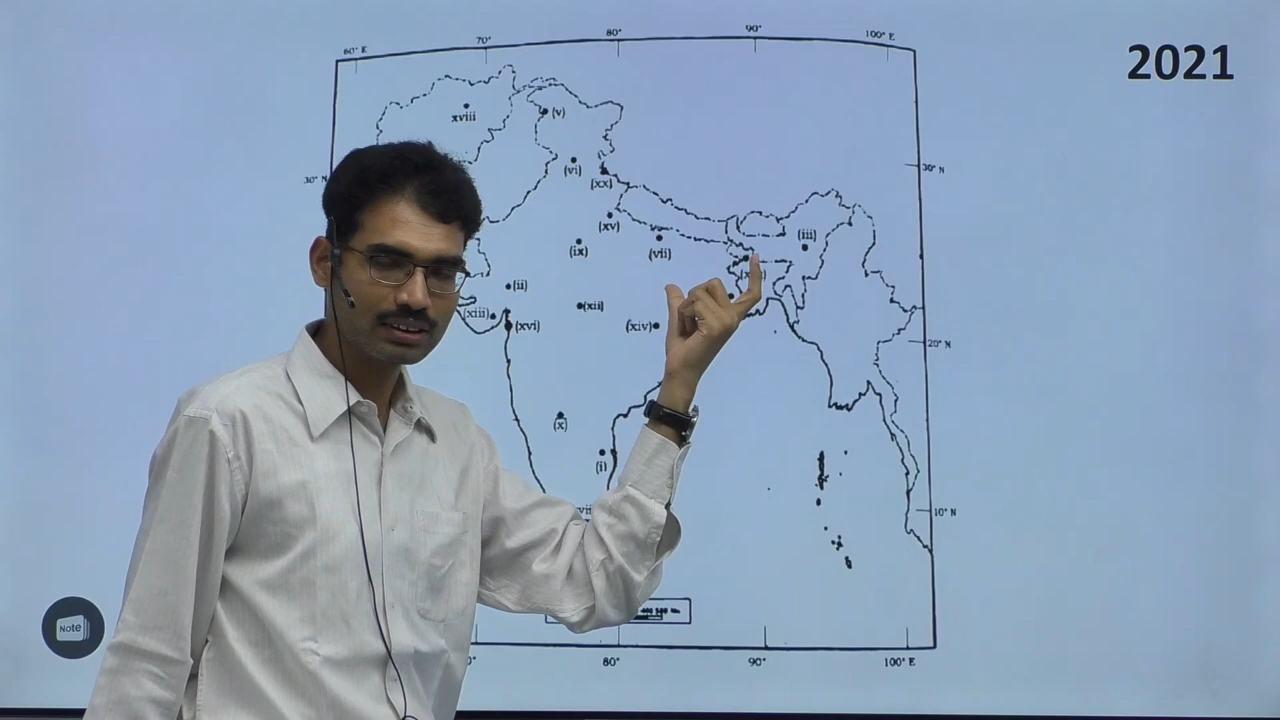 2021
60° E
70°
80°
90°
100° E
xviii
(v)
30° N
(vi)
30° N
(xx)
(xv)
(iii)
(ix)
(vii)
(ii)
(xii)
(xiii)
(xvi)
(xiv)
20° N
(x)
(i)
10° N
Note
80°
90°
100° E